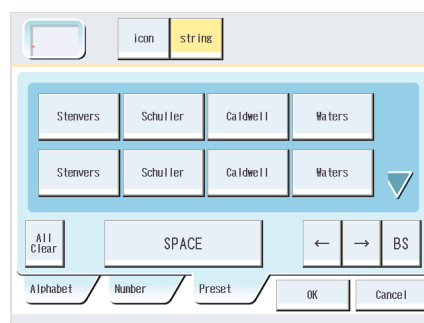 icon string
Stenvers Schuller Caldwell Waters
Stenvers Schuller Caldwell Waters
All
Clear
SPACE ← → BS
Alphabet Number Preset OK Cancel